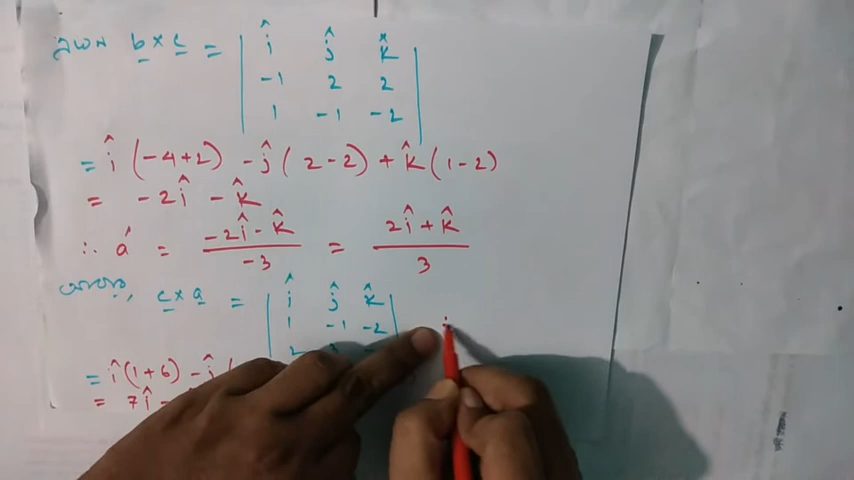 এখন b × c = | î ĵ k̂
-1 2 2
1 -1 -2 |
= î (-4+2) - ĵ (2-2) + k̂ (1-2)
= -2î - k̂
∴ a´ = (-2î - k̂)/(-3) = (2î + k̂)/3
c × a = | î ĵ k̂
1 -1 -2
2
= î (1+6) - ĵ (
= 7î -